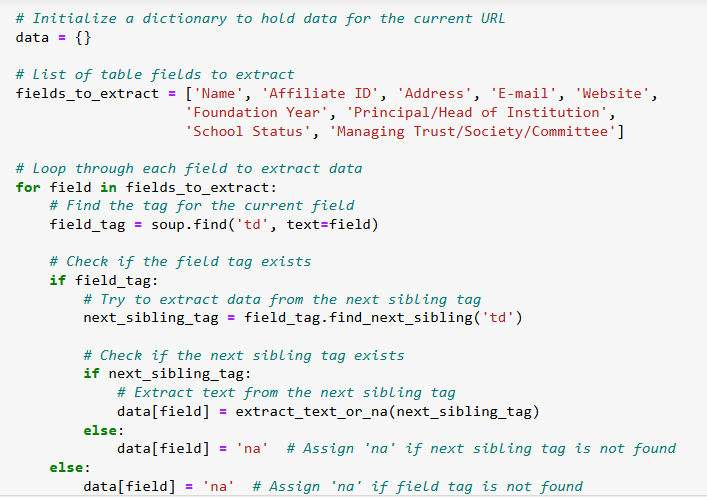 # Initialize a dictionary to hold data for the current URL
data = {}
# List of table fields to extract
fields_to_extract = ['Name', 'Affiliate ID', 'Address', 'E-mail', 'Website',
'Foundation Year', 'Principal/Head of Institution',
'School Status', 'Managing Trust/Society/Committee']
# Loop through each field to extract data
for field in fields_to_extract:
# Find the tag for the current field
field_tag = soup.find('td', text=field)
# Check if the field tag exists
if field_tag:
# Try to extract data from the next sibling tag
next_sibling_tag = field_tag.find_next_sibling('td')
# Check if the next sibling tag exists
if next_sibling_tag:
# Extract text from the next sibling tag
data[field] = extract_text_or_na(next_sibling_tag)
else:
data[field] = 'na'  # Assign 'na' if next sibling tag is not found
else:
data[field] = 'na'  # Assign 'na' if field tag is not found